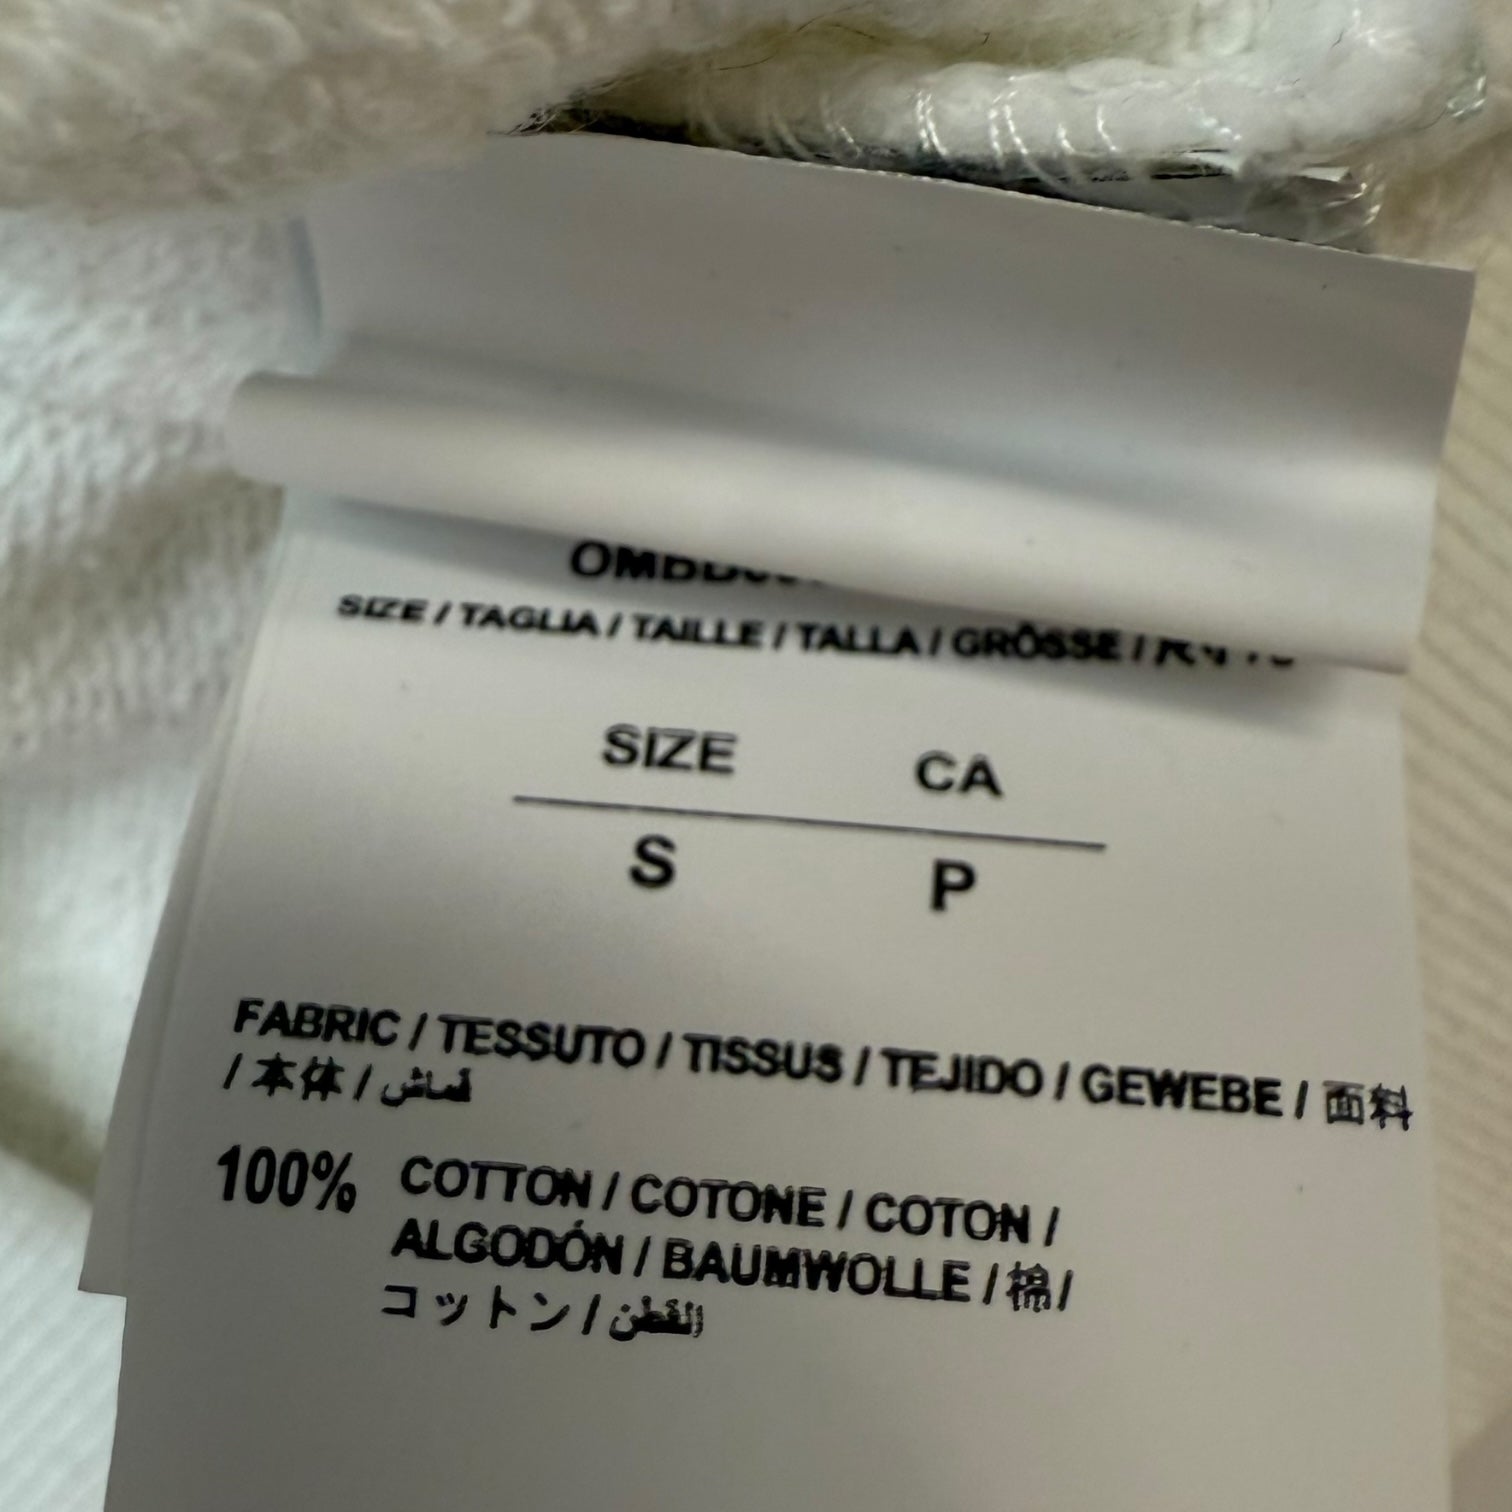 SIZE / TAGLIA / TAILLE / TALLA / GRÖSSE /
SIZE CA
S P
FABRIC / TESSUTO / TISSUS / TEJIDO / GEWEBE / 面料
/ 本体 / قماش
100% COTTON / COTONE / COTON /
ALGODÓN / BAUMWOLLE / 棉 /
コットン / القطن